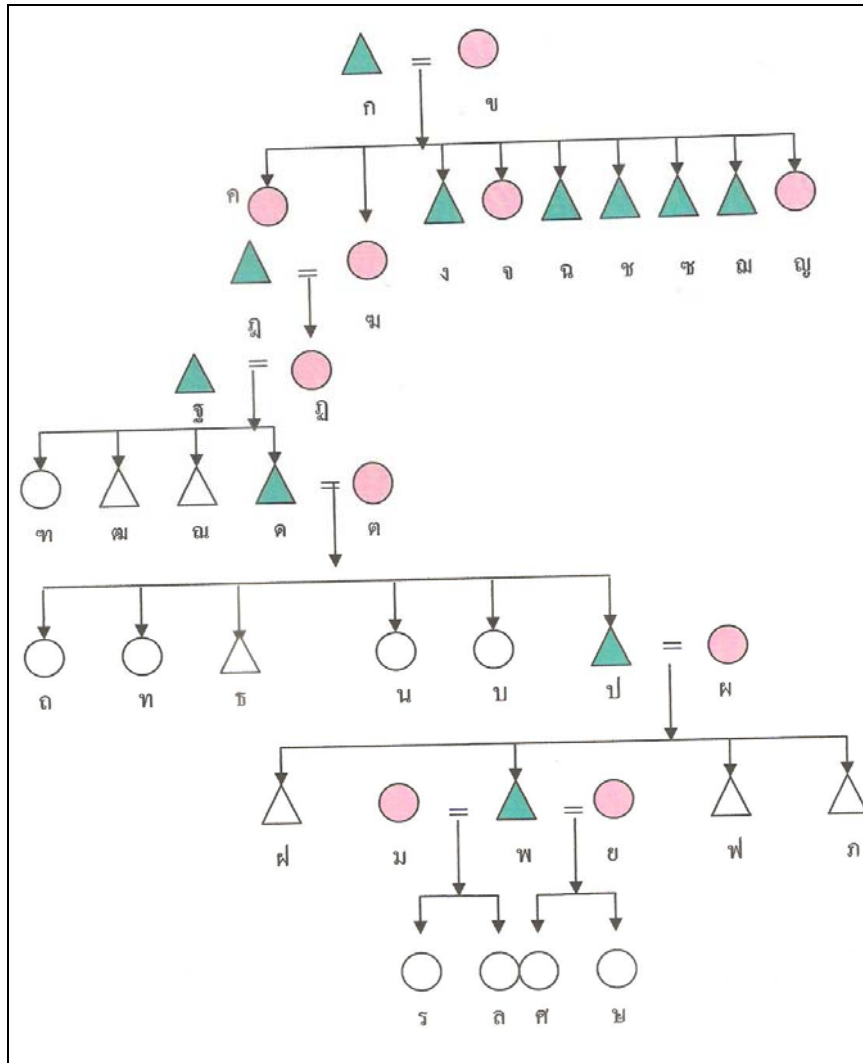 ก ข
ค
ง จ ฉ ช ซ ฌ ญ
ฎ ฆ
ฐ ฏ
ฑ ฒ ณ ด ต
ถ ท ธ น บ ป ผ
ฝ ม พ ย ฟ ภ
ร ล ศ ษ